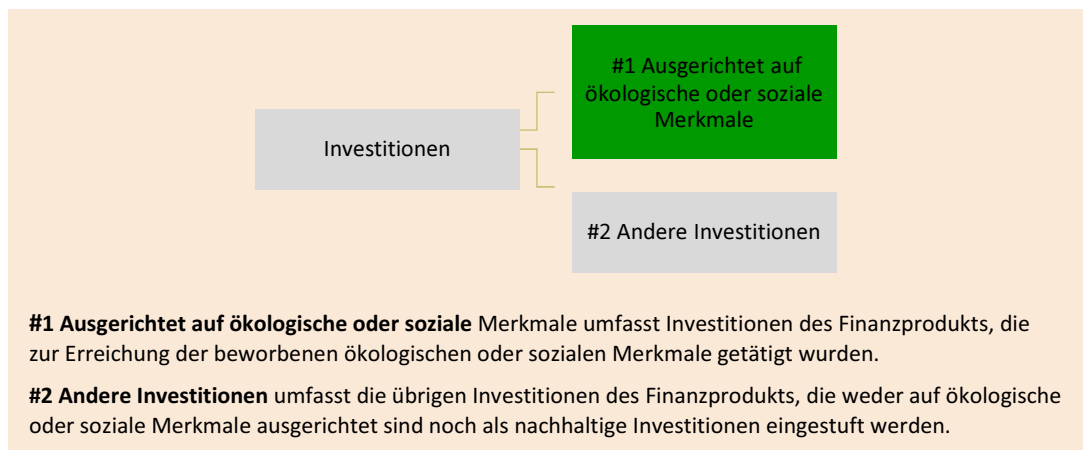 #1 Ausgerichtet auf
ökologische oder soziale
Merkmale
Investitionen
#2 Andere Investitionen
#1 Ausgerichtet auf ökologische oder soziale Merkmale umfasst Investitionen des Finanzprodukts, die
zur Erreichung der beworbenen ökologischen oder sozialen Merkmale getätigt wurden.
#2 Andere Investitionen umfasst die übrigen Investitionen des Finanzprodukts, die weder auf ökologische
oder soziale Merkmale ausgerichtet sind noch als nachhaltige Investitionen eingestuft werden.